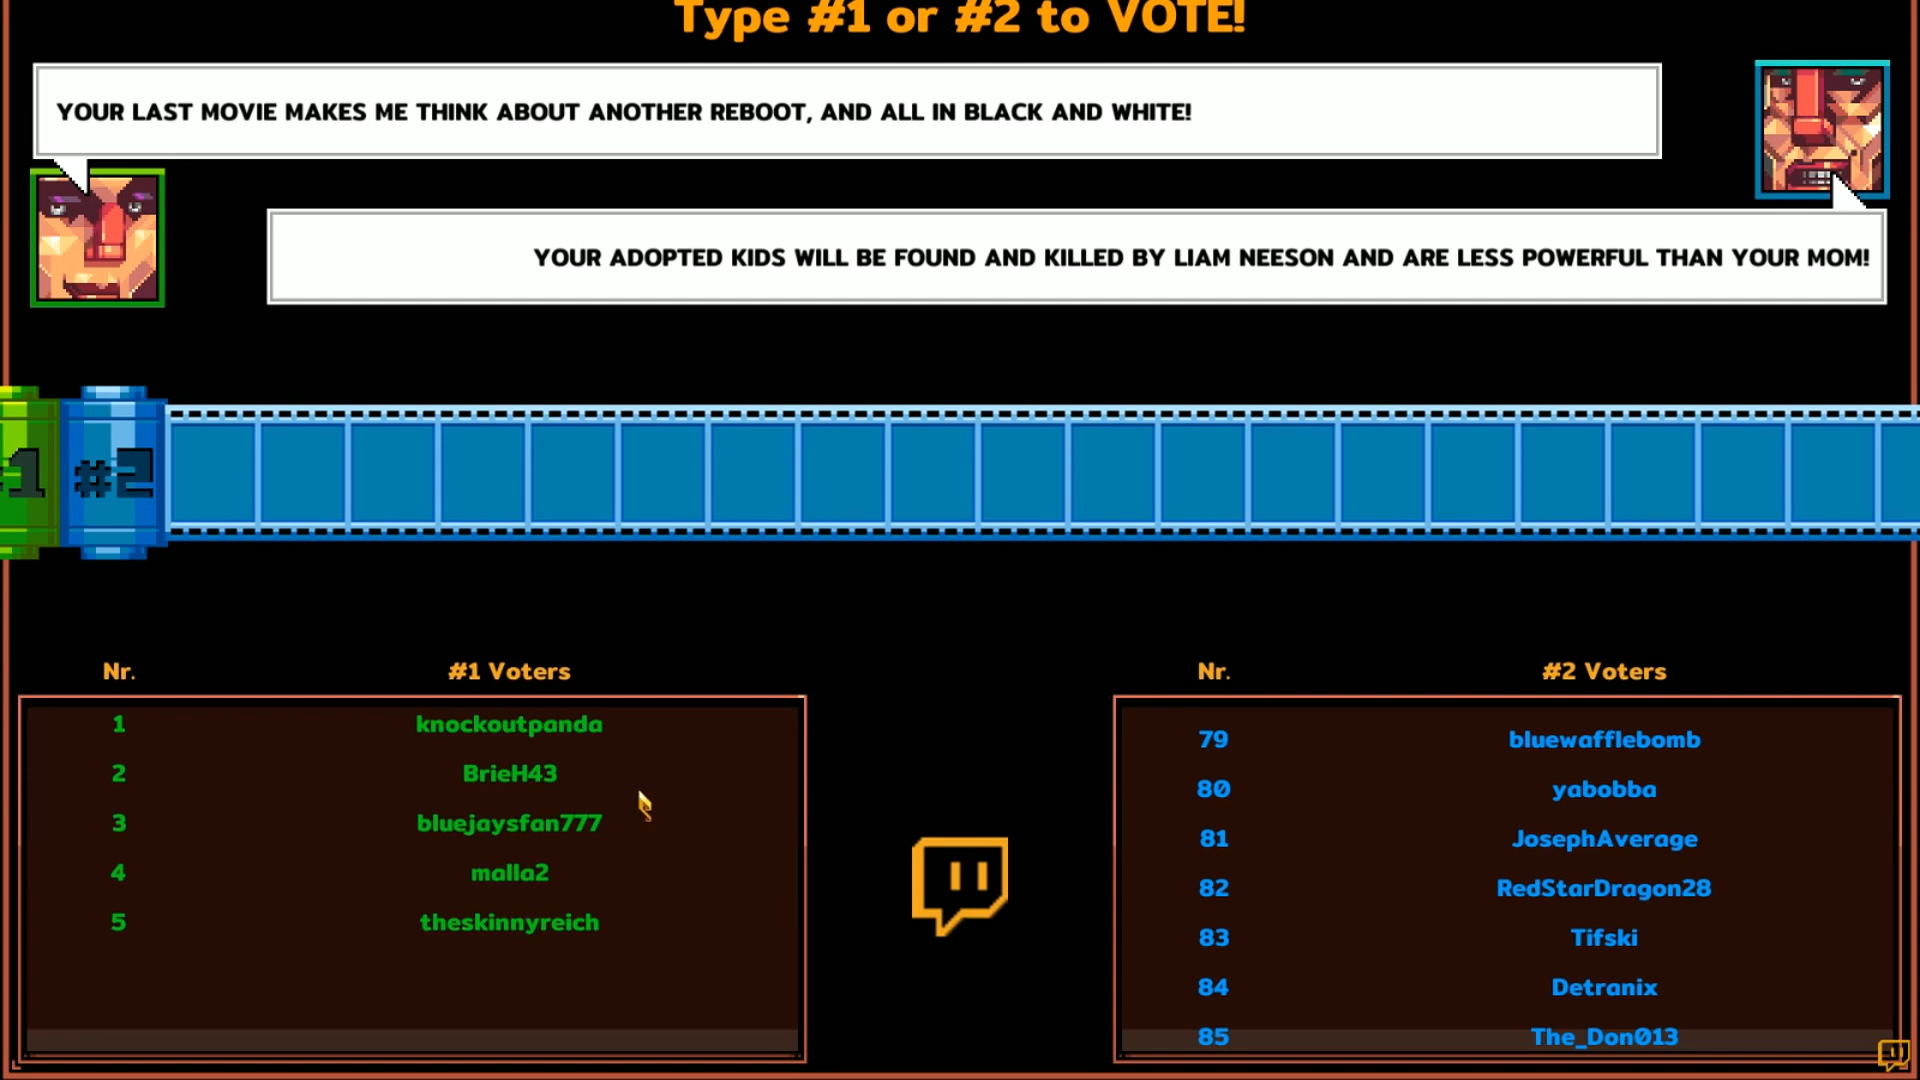 Type #1 or #2 to VOTE!
YOUR LAST MOVIE MAKES ME THINK ABOUT ANOTHER REBOOT, AND ALL IN BLACK AND WHITE!
YOUR ADOPTED KIDS WILL BE FOUND AND KILLED BY LIAM NEESON AND ARE LESS POWERFUL THAN YOUR MOM!
#1 #2
Nr. #1 Voters
1 knockoutpanda
2 BrieH43
3 bluejaysfan777
4 malla2
5 theskinnyreich
Nr. #2 Voters
79 bluewafflebomb
80 yabobba
81 JosephAverage
82 RedStarDragon28
83 Tifski
84 Detranix
85 The_Don013